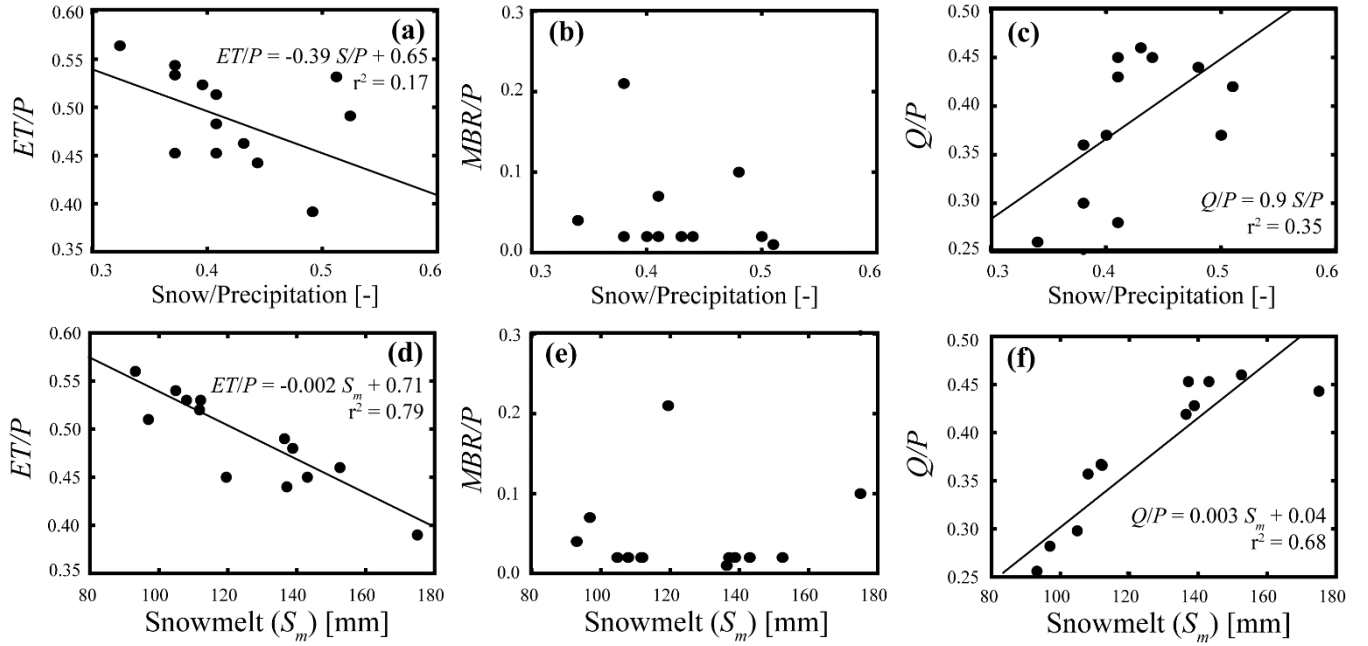 (a)
ET/P = -0.39 S/P + 0.65
r² = 0.17
0.60
0.55
0.50
0.45
0.40
0.35
ET/P
0.3
0.4
0.5
0.6
Snow/Precipitation [-]
(b)
0.3
0.2
0.1
0.0
MBR/P
0.3
0.4
0.5
0.6
Snow/Precipitation [-]
(c)
0.50
0.45
0.40
0.35
0.30
0.25
Q/P
Q/P = 0.9 S/P
r² = 0.35
0.3
0.4
0.5
0.6
Snow/Precipitation [-]
(d)
ET/P = -0.002 Sm + 0.71
r² = 0.79
0.60
0.55
0.50
0.45
0.40
0.35
ET/P
80
100
120
140
160
180
Snowmelt (Sm) [mm]
(e)
0.3
0.2
0.1
0.0
MBR/P
80
100
120
140
160
180
Snowmelt (Sm) [mm]
(f)
0.50
0.45
0.40
0.35
0.30
0.25
Q/P
Q/P = 0.003 Sm + 0.04
r² = 0.68
80
100
120
140
160
180
Snowmelt (Sm) [mm]